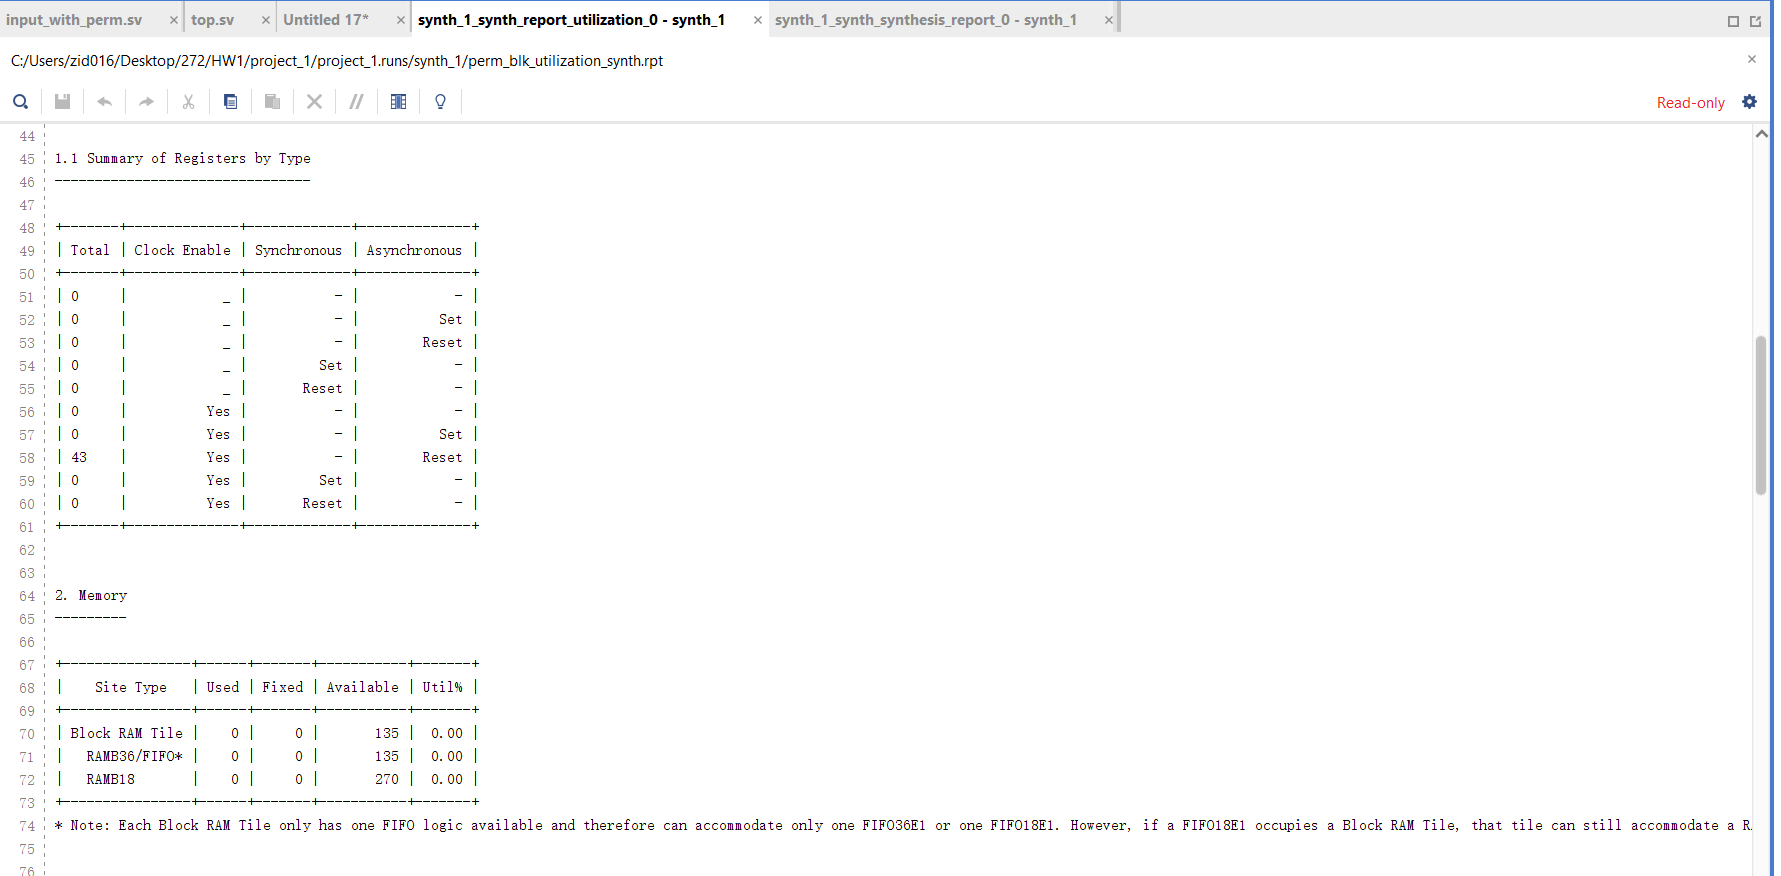 input_with_perm.sv × top.sv × Untitled 17* × synth_1_synth_report_utilization_0 - synth_1 × synth_1_synth_synthesis_report_0 - synth_1 ×
C:/Users/zid016/Desktop/272/HW1/project_1/project_1.runs/synth_1/perm_blk_utilization_synth.rpt ×
Read-only
44
45 1.1 Summary of Registers by Type
46 --------------------------------
47
48 +-------+--------------+-------------+--------------+
49 | Total | Clock Enable | Synchronous | Asynchronous |
50 +-------+--------------+-------------+--------------+
51 | 0     |            _ |           - |            - |
52 | 0     |            _ |           - |          Set |
53 | 0     |            _ |           - |        Reset |
54 | 0     |            _ |         Set |            - |
55 | 0     |            _ |       Reset |            - |
56 | 0     |          Yes |           - |            - |
57 | 0     |          Yes |           - |          Set |
58 | 43    |          Yes |           - |        Reset |
59 | 0     |          Yes |         Set |            - |
60 | 0     |          Yes |       Reset |            - |
61 +-------+--------------+-------------+--------------+
62
63
64 2. Memory
65 ---------
66
67 +----------------+------+-------+-----------+-------+
68 |    Site Type   | Used | Fixed | Available | Util% |
69 +----------------+------+-------+-----------+-------+
70 | Block RAM Tile |    0 |     0 |       135 |  0.00 |
71 |   RAMB36/FIFO* |    0 |     0 |       135 |  0.00 |
72 |   RAMB18       |    0 |     0 |       270 |  0.00 |
73 +----------------+------+-------+-----------+-------+
74 * Note: Each Block RAM Tile only has one FIFO logic available and therefore can accommodate only one FIFO36E1 or one FIFO18E1. However, if a FIFO18E1 occupies a Block RAM Tile, that tile can still accommodate a R
75
76